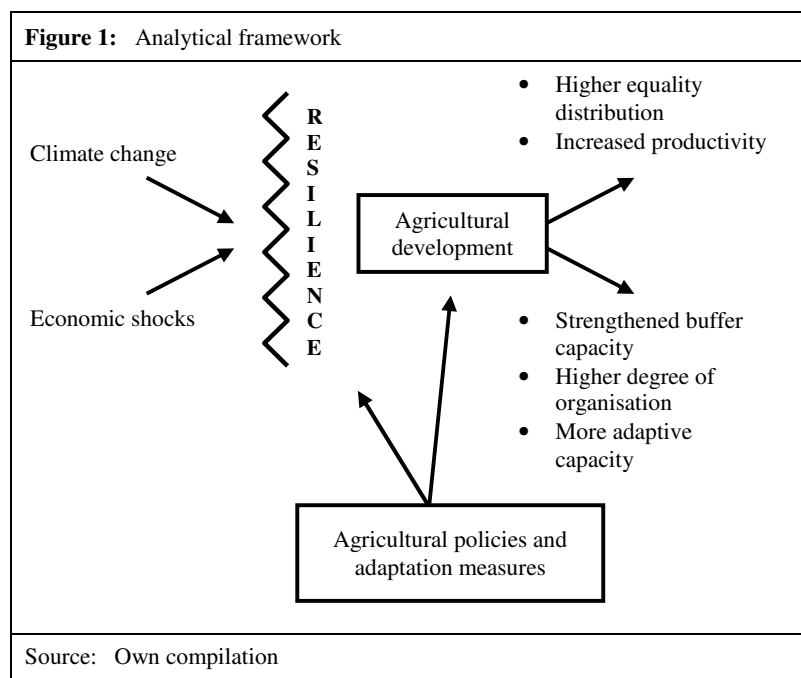 Figure 1: Analytical framework
• Higher equality
distribution
• Increased productivity
Climate change
Economic shocks
R
E
S
I
L
I
E
N
C
E
Agricultural
development
• Strengthened buffer
capacity
• Higher degree of
organisation
• More adaptive
capacity
Agricultural policies and
adaptation measures
Source: Own compilation